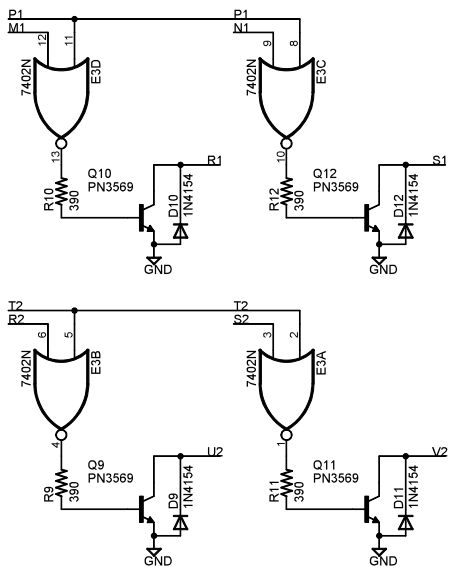 P1 P1
M1 N1
12 11 9 8
7402N E3D 7402N E3C
13 10
R1 S1
Q10 Q12
PN3569 PN3569
R10 390 D10 1N4154 R12 390 D12 1N4154
GND GND
T2 T2
R2 S2
6 5 3 2
7402N E3B 7402N E3A
4 1
U2 V2
Q9 Q11
PN3569 PN3569
R9 390 D9 1N4154 R11 390 D11 1N4154
GND GND